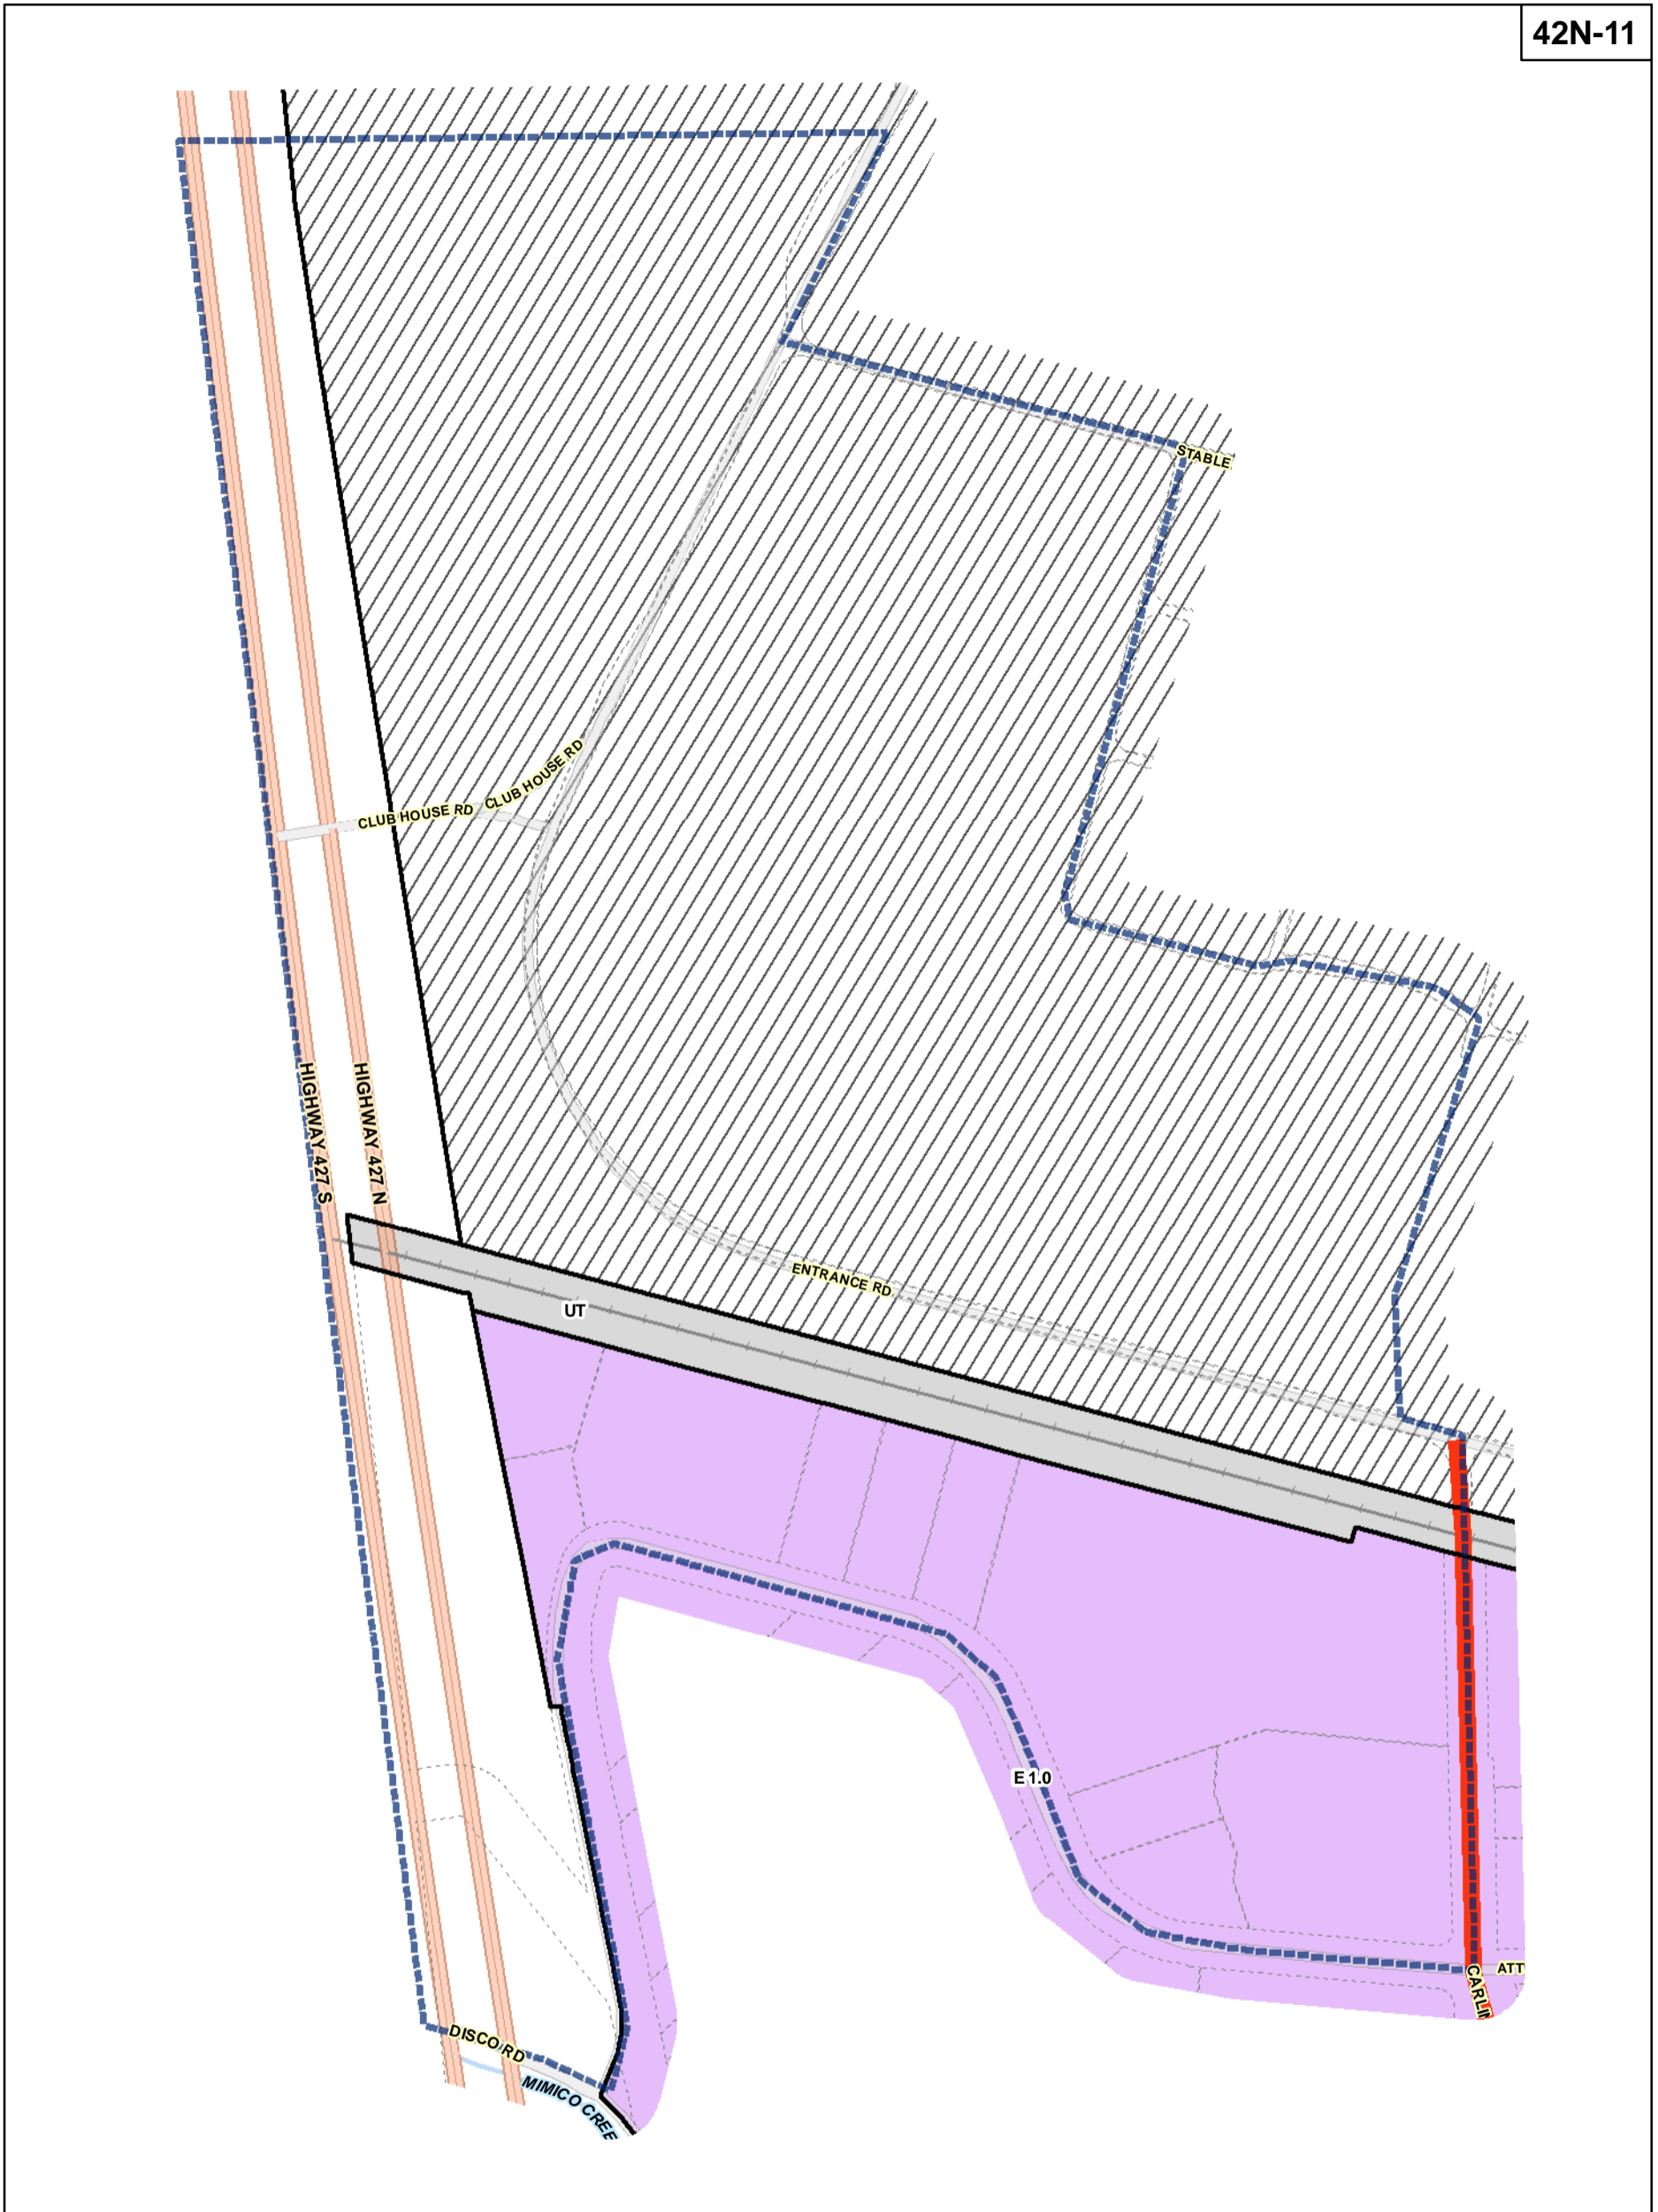 42N-11
STABLE
CLUB HOUSE RD
CLUB HOUSE RD
HIGHWAY 427 S
HIGHWAY 427 N
ENTRANCE RD
UT
E 1.0
ATT
CARLIN
DISCO RD
MIMICO CREE